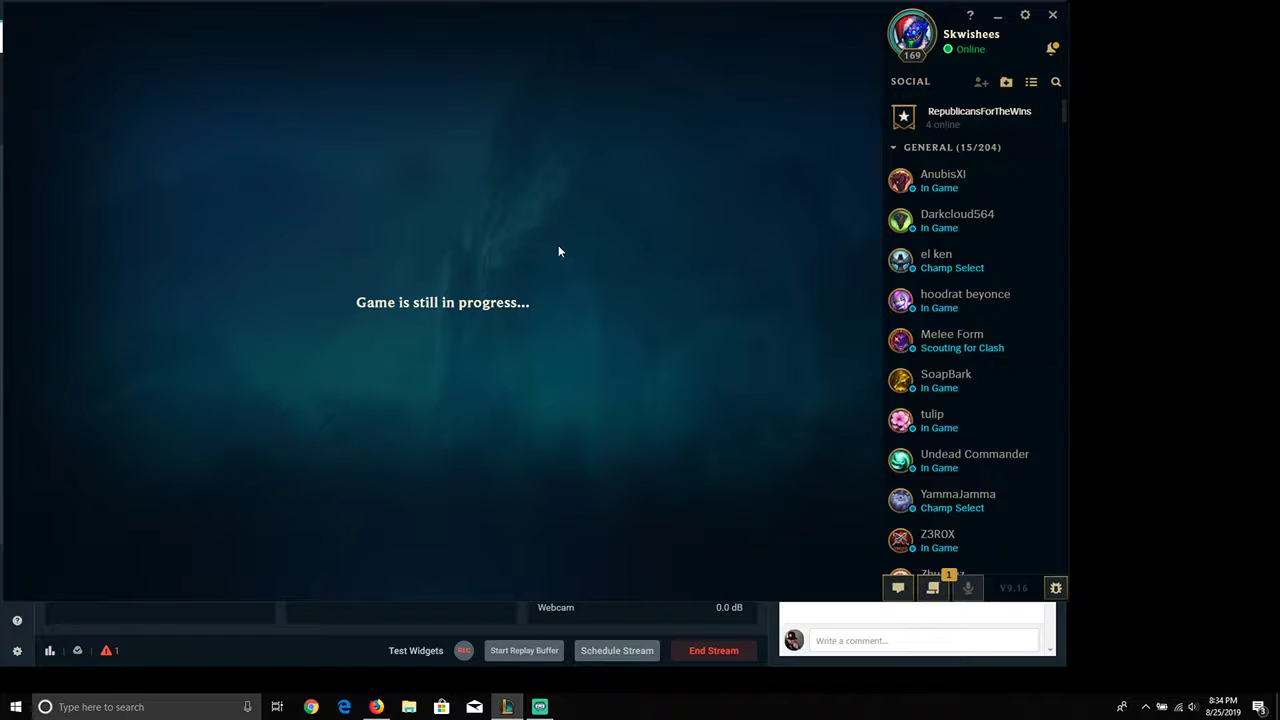 Skwishees
169
Online
SOCIAL
RepublicansForTheWins
4 online
GENERAL (15/204)
AnubisXI
In Game
Darkcloud564
In Game
el ken
Champ Select
Game is still in progress...
hoodrat beyonce
In Game
Melee Form
Scouting for Clash
SoapBark
In Game
tulip
In Game
Undead Commander
In Game
YammaJamma
Champ Select
Z3R0X
In Game
1
V9.16
Webcam
0.0 dB
Write a comment...
1
Test Widgets
REC
Start Replay Buffer
Schedule Stream
End Stream
Type here to search
8:34 PM
8/25/2019
3